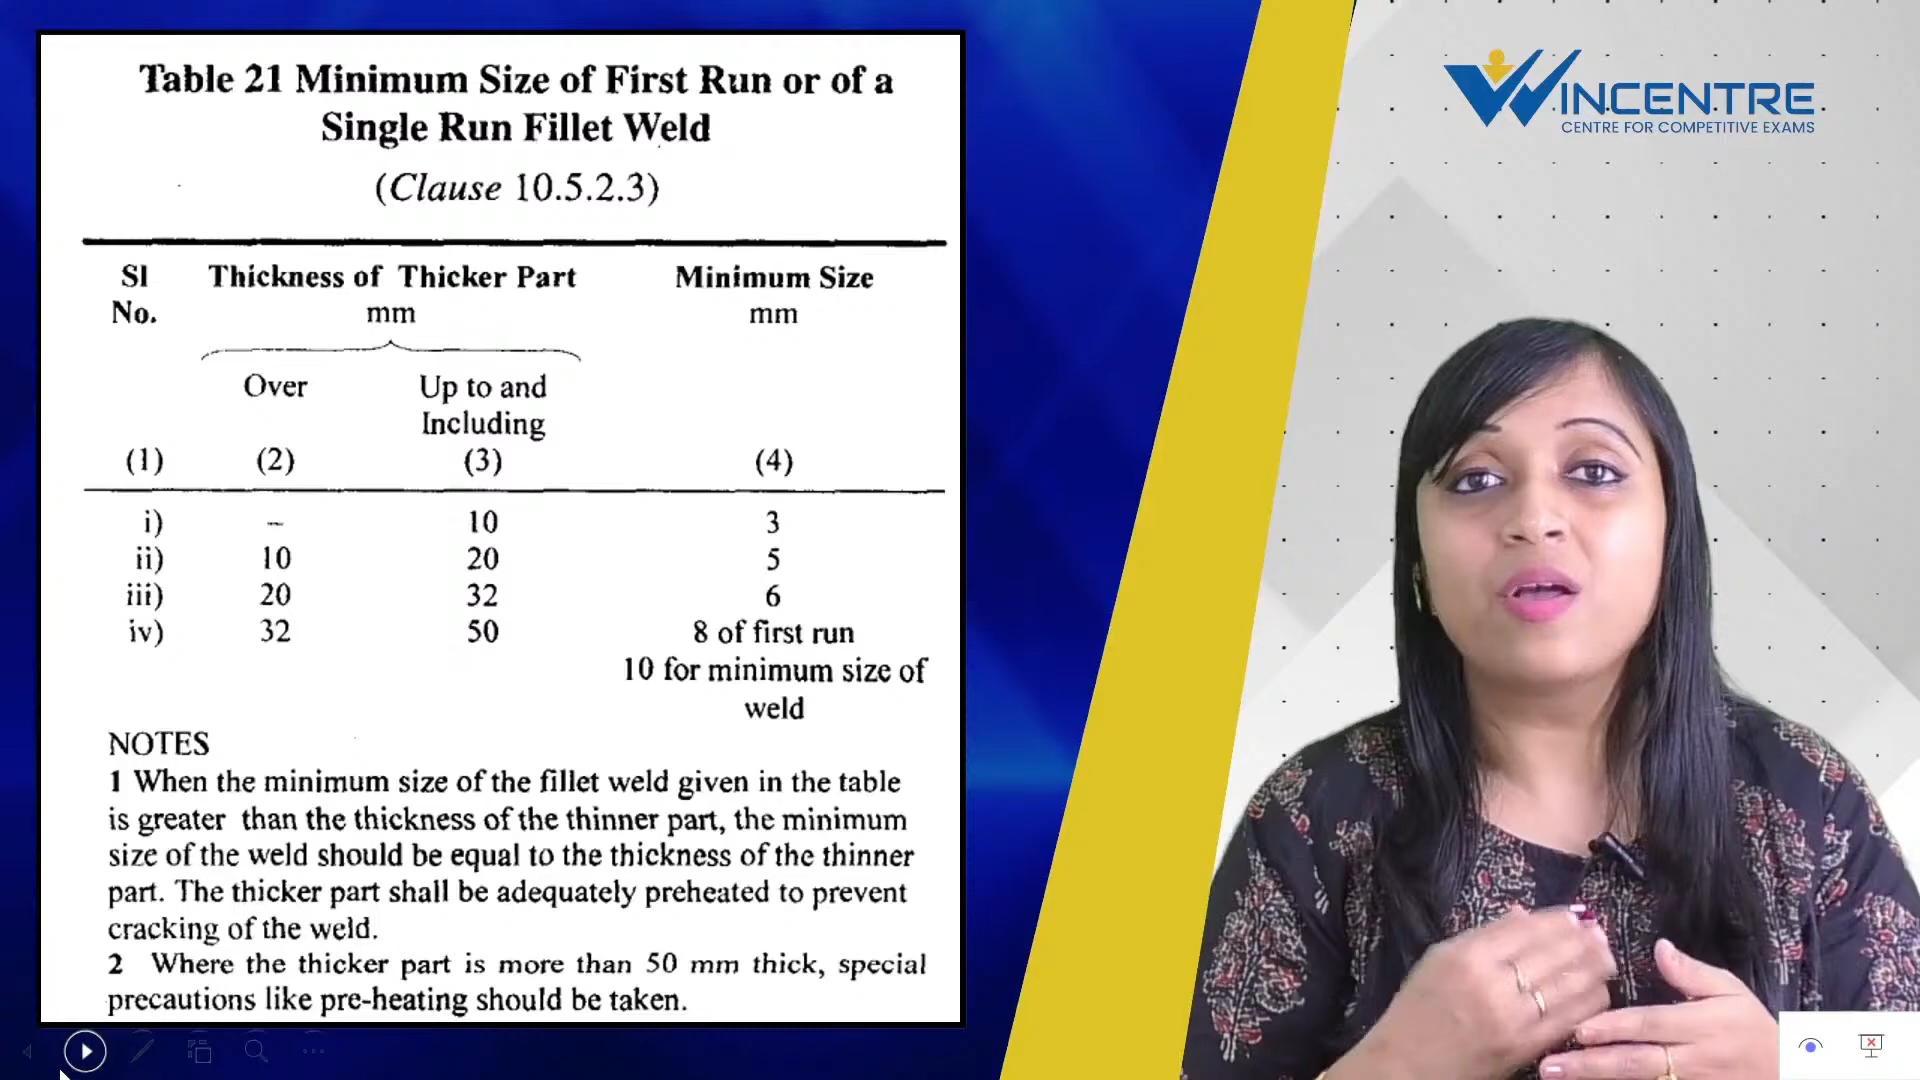 Table 21 Minimum Size of First Run or of a
Single Run Fillet Weld
(Clause 10.5.2.3)
Sl Thickness of Thicker Part Minimum Size
No. mm mm
Over Up to and
Including
(1) (2) (3) (4)
i) – 10 3
ii) 10 20 5
iii) 20 32 6
iv) 32 50 8 of first run
10 for minimum size of
weld
NOTES
1 When the minimum size of the fillet weld given in the table
is greater than the thickness of the thinner part, the minimum
size of the weld should be equal to the thickness of the thinner
part. The thicker part shall be adequately preheated to prevent
cracking of the weld.
2 Where the thicker part is more than 50 mm thick, special
precautions like pre-heating should be taken.
WINCENTRE
CENTRE FOR COMPETITIVE EXAMS